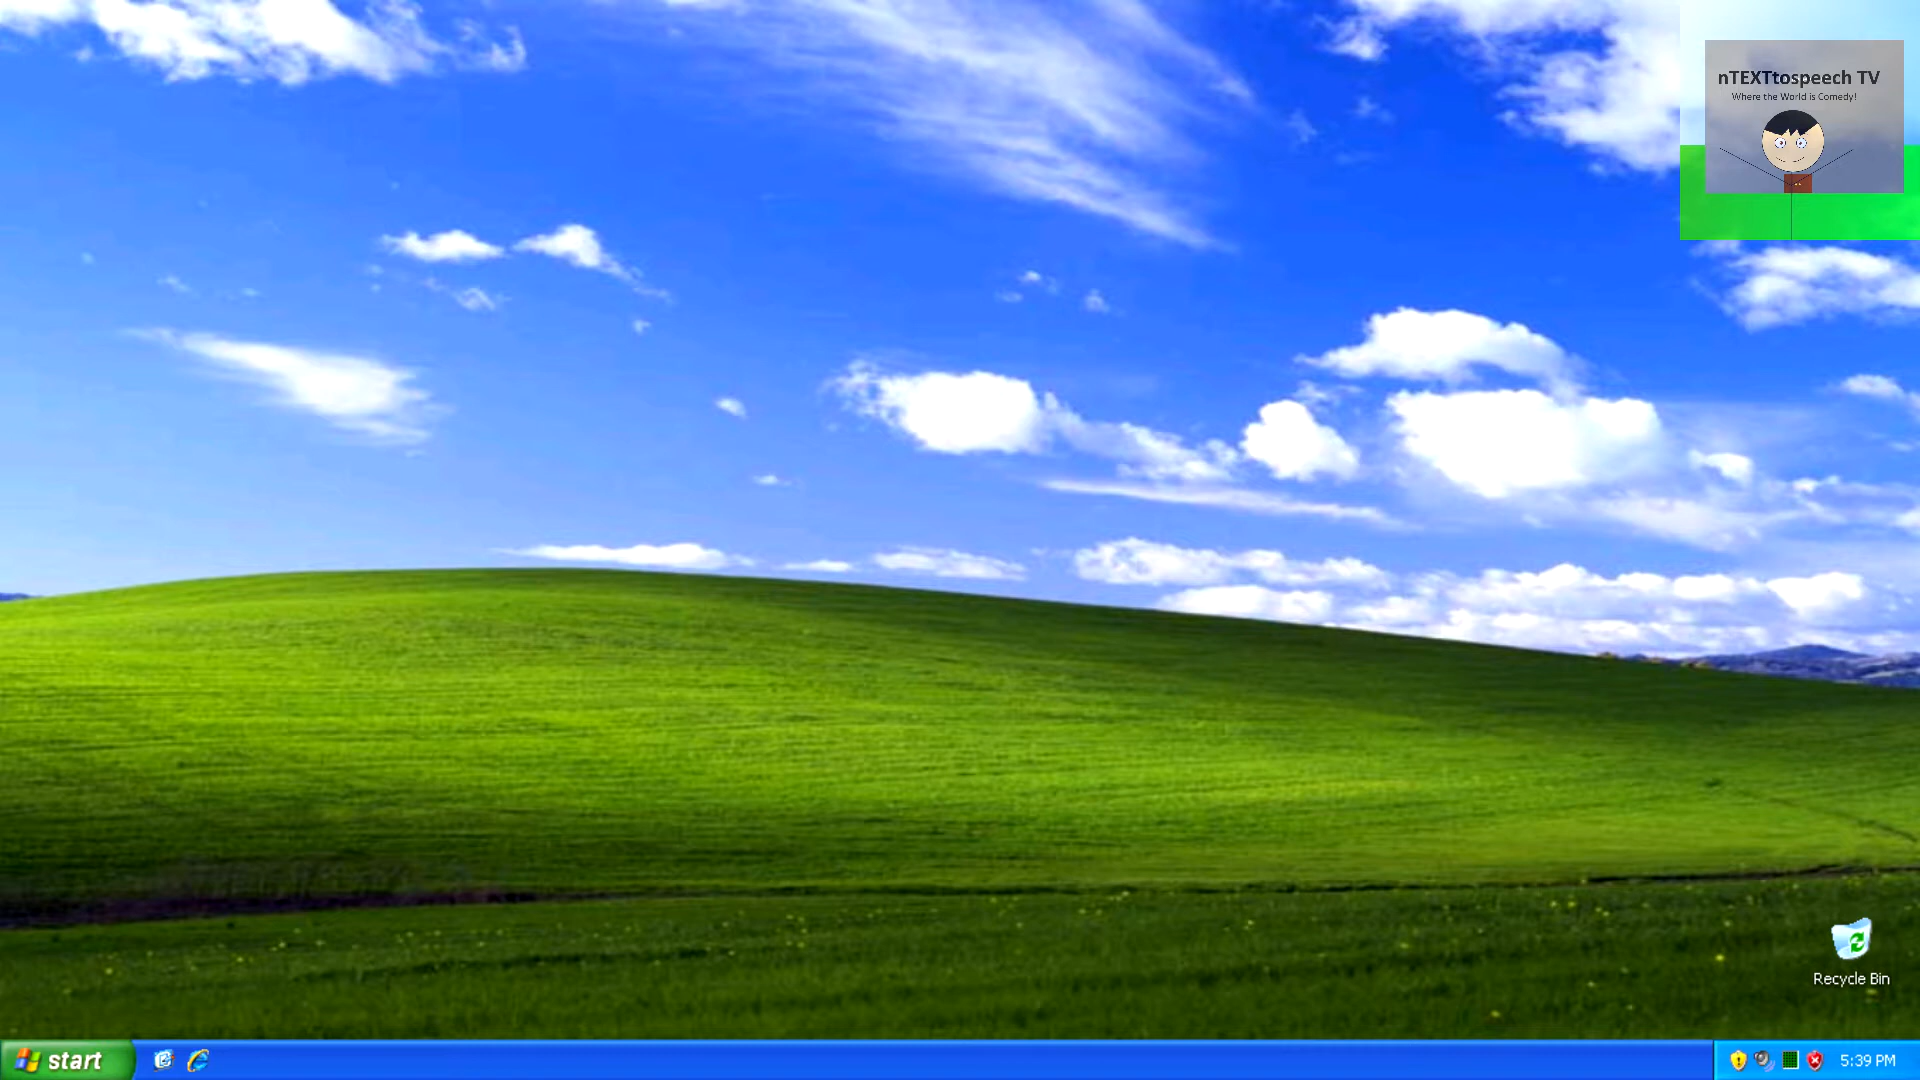 nTEXTtospeech TV
Where the World is Comedy!
Recycle Bin
start
5:39 PM